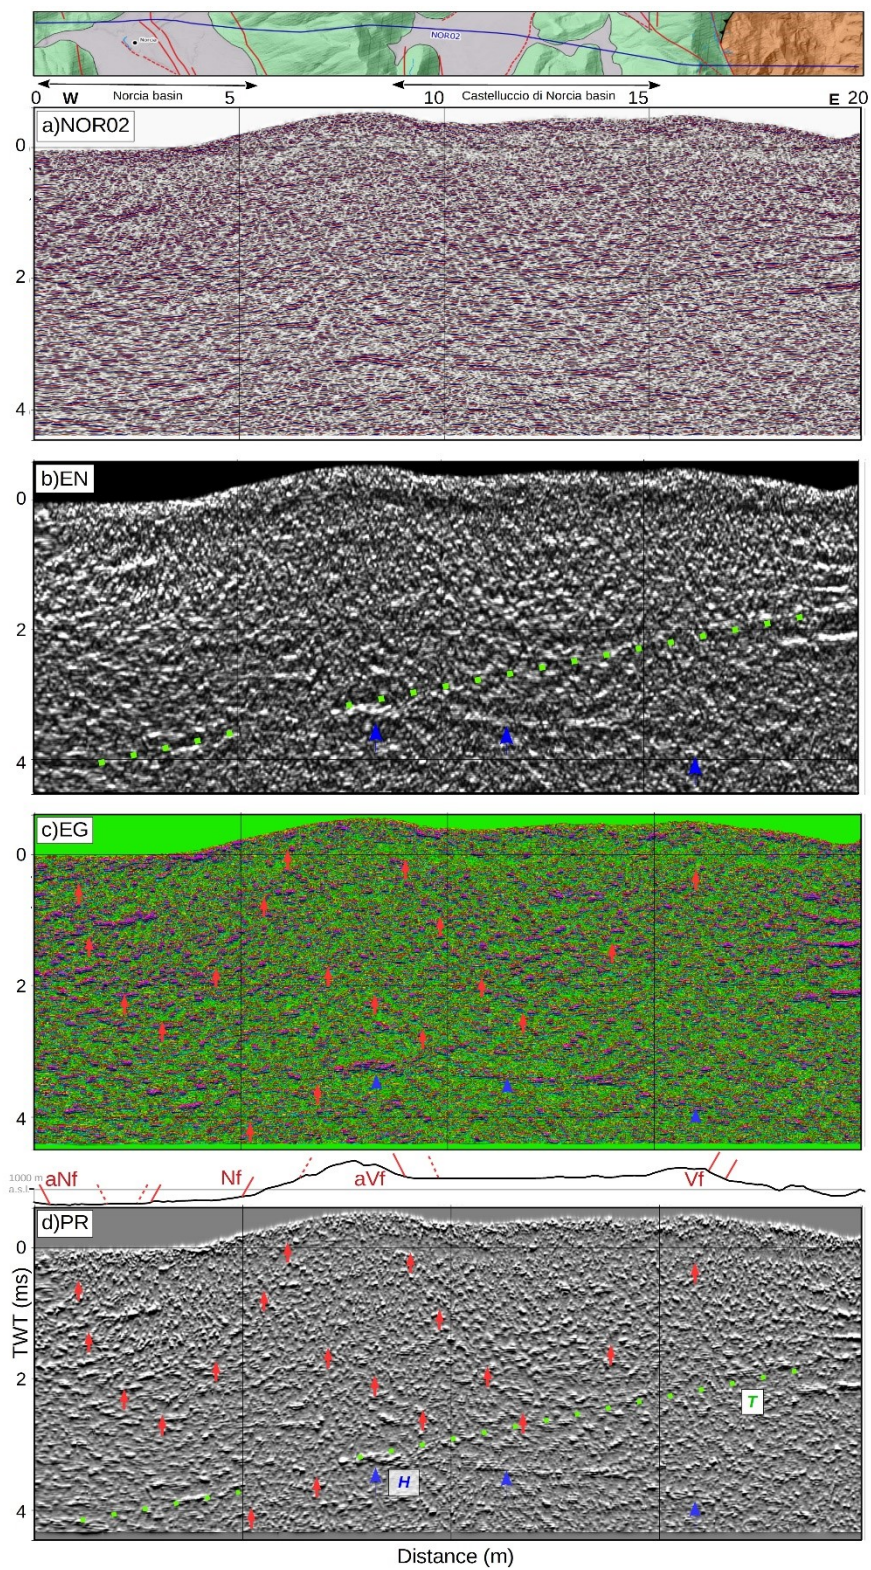 Norcia
NOR02
Norcia basin
Castelluccio di Norcia basin
0 W 5 10 15 E 20
a)NOR02
0
2
4
b)EN
0
2
4
c)EG
0
2
4
1000 m
a.s.l
aNf Nf aVf Vf
d)PR
0
2
4
TWT (ms)
T
H
Distance (m)